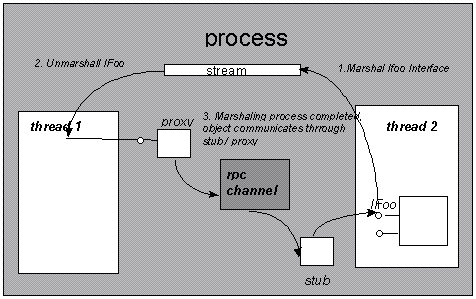 process
2. Unmarshall IFoo
stream
1.Marshal Ifoo Interface
thread 1
proxy
3. Marshaling process completed,
object communicates thrrough
stub / proxy
thread 2
rpc
channel
IFoo
stub